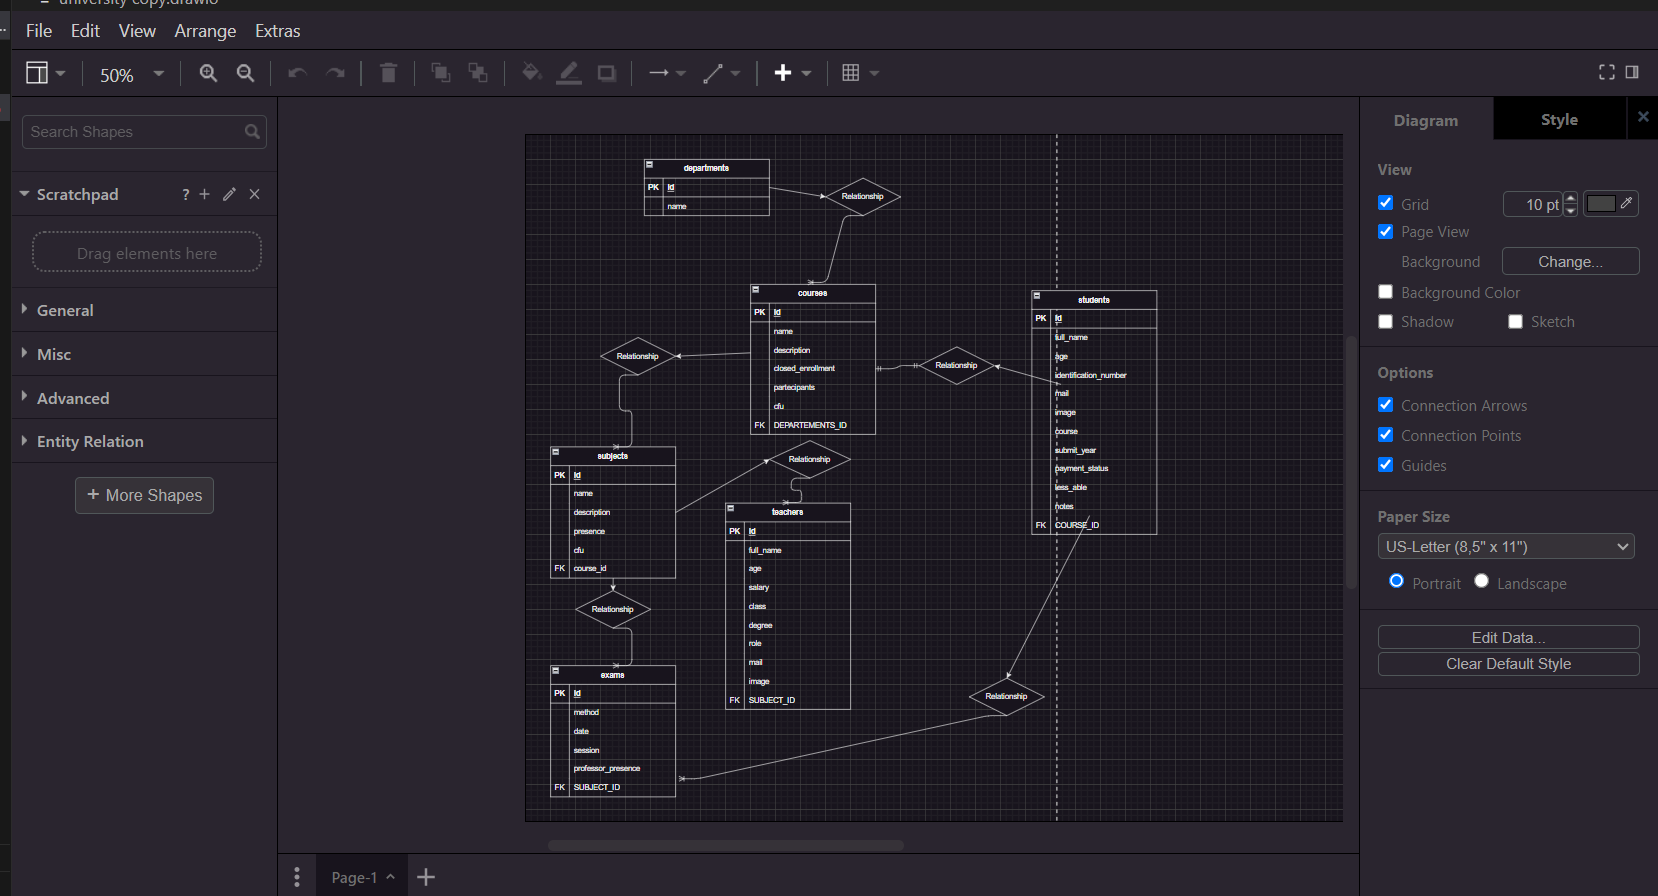 university copy.drawio
File Edit View Arrange Extras
50%
Search Shapes
Scratchpad
?
Drag elements here
General
Misc
Advanced
Entity Relation
+ More Shapes
departments
PK Id
name
Relationship
courses
PK Id
name
description
closed_enrollment
partecipants
cfu
FK DEPARTEMENTS_ID
students
PK Id
full_name
age
identification_number
mail
image
course
submit_year
payment_status
less_able
notes
FK COURSE_ID
Relationship
Relationship
Relationship
subjects
PK Id
name
description
presence
cfu
FK course_id
teachers
PK Id
full_name
age
salary
class
degree
role
mail
image
FK SUBJECT_ID
Relationship
exams
PK Id
method
date
session
professor_presence
FK SUBJECT_ID
Relationship
Page-1
Diagram Style
View
Grid 10 pt
Page View
Background Change...
Background Color
Shadow Sketch
Options
Connection Arrows
Connection Points
Guides
Paper Size
US-Letter (8,5" x 11")
Portrait Landscape
Edit Data...
Clear Default Style